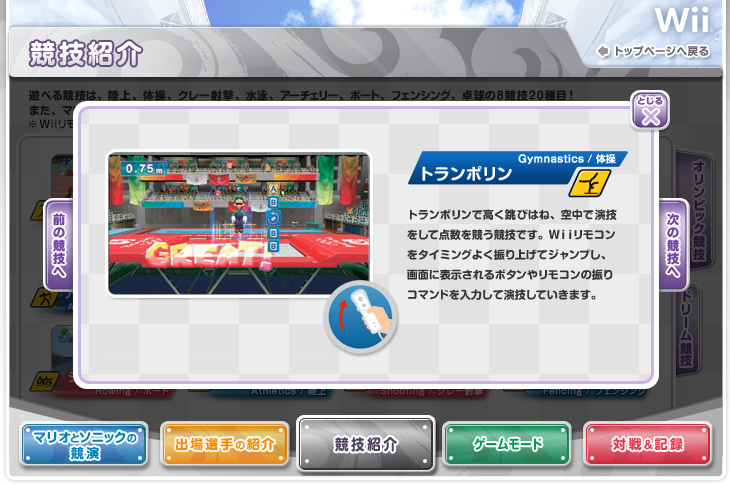 Wii
競技紹介
トップページへ戻る
遊べる競技は、陸上、体操、クレー射撃、水泳、アーチェリー、ボート、フェンシング、卓球の8競技20種目！
また、マ
※Wiiリモ
とじる
0.75m
A
B
B
B
GREAT!
Gymnastics / 体操
トランポリン
トランポリンで高く跳びはね、空中で演技
をして点数を競う競技です。Wiiリモコン
をタイミングよく振り上げてジャンプし、
画面に表示されるボタンやリモコンの振り
コマンドを入力して演技していきます。
前の競技へ
次の競技へ
オリンピック競技
ドリーム競技
Rowing / ボート
Athletics / 陸上
Shooting / クレー射撃
Fencing / フェンシング
マリオとソニックの
競演
出場選手の紹介
競技紹介
ゲームモード
対戦&記録